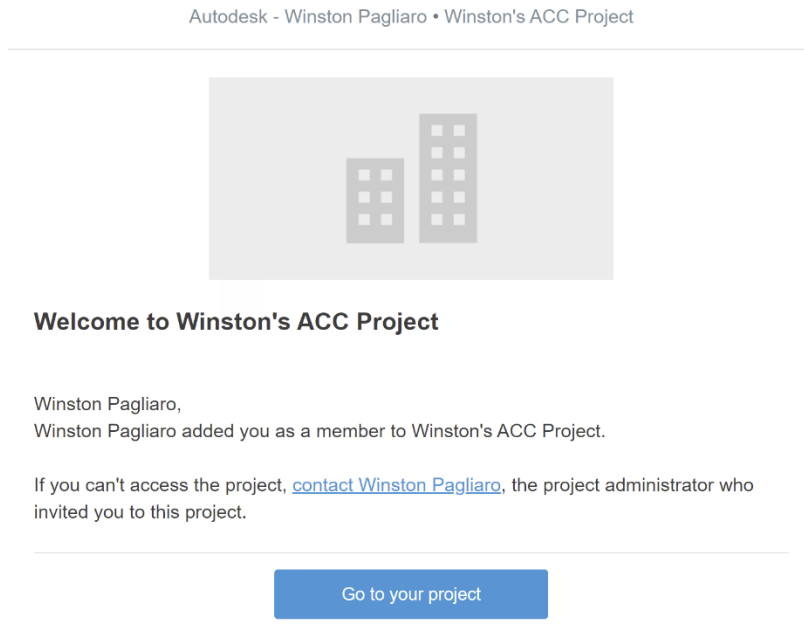 Autodesk - Winston Pagliaro • Winston's ACC Project
Welcome to Winston's ACC Project
Winston Pagliaro,
Winston Pagliaro added you as a member to Winston's ACC Project.
If you can't access the project, contact Winston Pagliaro, the project administrator who
invited you to this project.
Go to your project